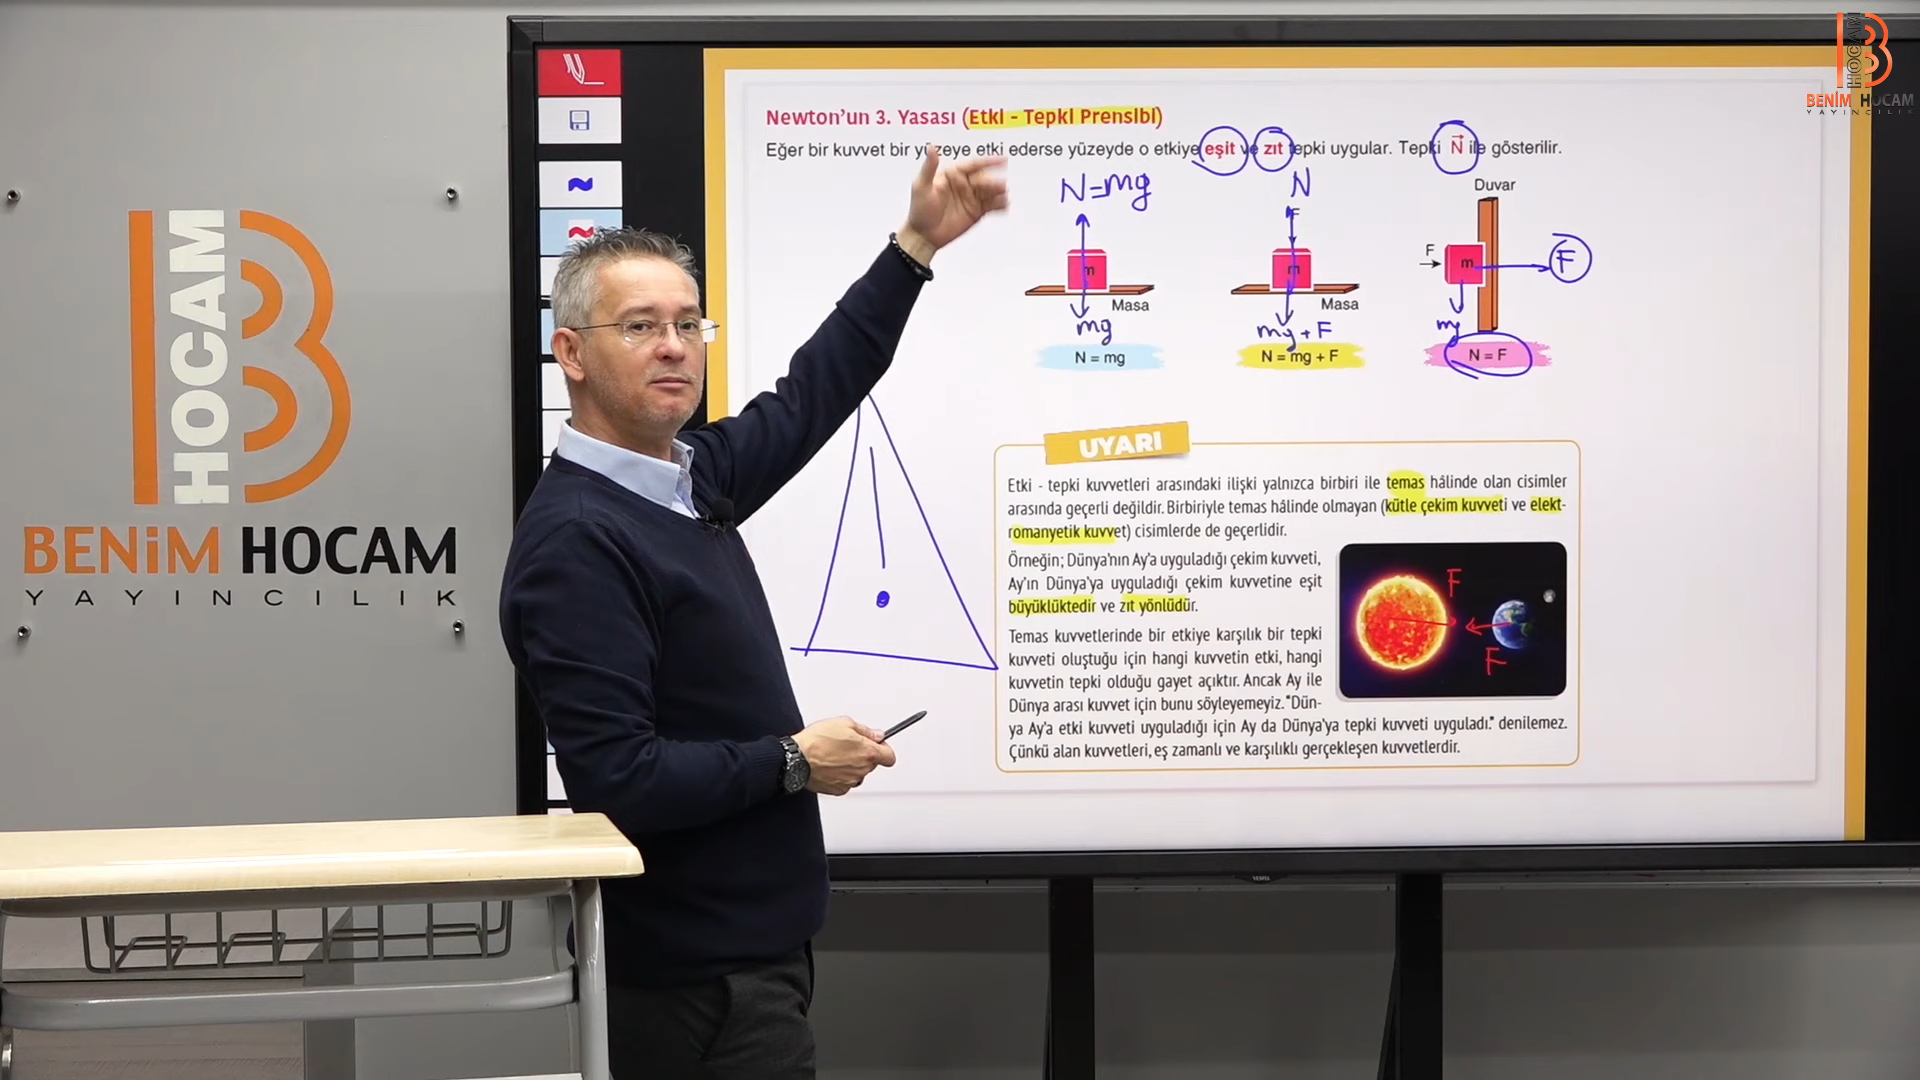 HOCAM
BENİM HOCAM
YAYINCILIK
HOCAM
BENİM HOCAM
YAYINCILIK
Newton'un 3. Yasası (Etki - Tepki Prensibi)
Eğer bir kuvvet bir yüzeye etki ederse yüzeyde o etkiye eşit ve zıt tepki uygular. Tepki N ile gösterilir.
N=mg
m
Masa
mg
N = mg
N
F
m
Masa
mg + F
N = mg + F
Duvar
F
m
F
mg
N = F
UYARI
Etki - tepki kuvvetleri arasındaki ilişki yalnızca birbiri ile temas hâlinde olan cisimler
arasında geçerli değildir. Birbiriyle temas hâlinde olmayan (kütle çekim kuvveti ve elekt-
romanyetik kuvvet) cisimlerde de geçerlidir.
Örneğin; Dünya'nın Ay'a uyguladığı çekim kuvveti,
Ay'ın Dünya'ya uyguladığı çekim kuvvetine eşit
büyüklüktedir ve zıt yönlüdür.
Temas kuvvetlerinde bir etkiye karşılık bir tepki
kuvveti oluştuğu için hangi kuvvetin etki, hangi
kuvvetin tepki olduğu gayet açıktır. Ancak Ay ile
Dünya arası kuvvet için bunu söyleyemeyiz. "Dün-
ya Ay'a etki kuvveti uyguladığı için Ay da Dünya'ya tepki kuvveti uyguladı." denilemez.
Çünkü alan kuvvetleri, eş zamanlı ve karşılıklı gerçekleşen kuvvetlerdir.
F
F